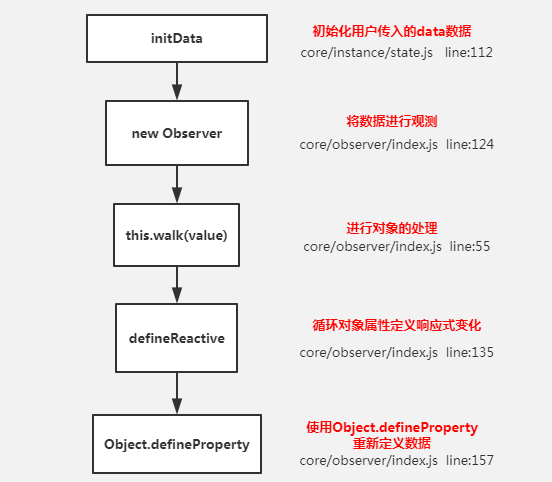 initData
初始化用户传入的data数据
core/instance/state.js line:112
new Observer
将数据进行观测
core/observer/index.js line:124
this.walk(value)
进行对象的处理
core/observer/index.js line:55
defineReactive
循环对象属性定义响应式变化
core/observer/index.js line:135
Object.defineProperty
使用Object.defineProperty
重新定义数据
core/observer/index.js line:157